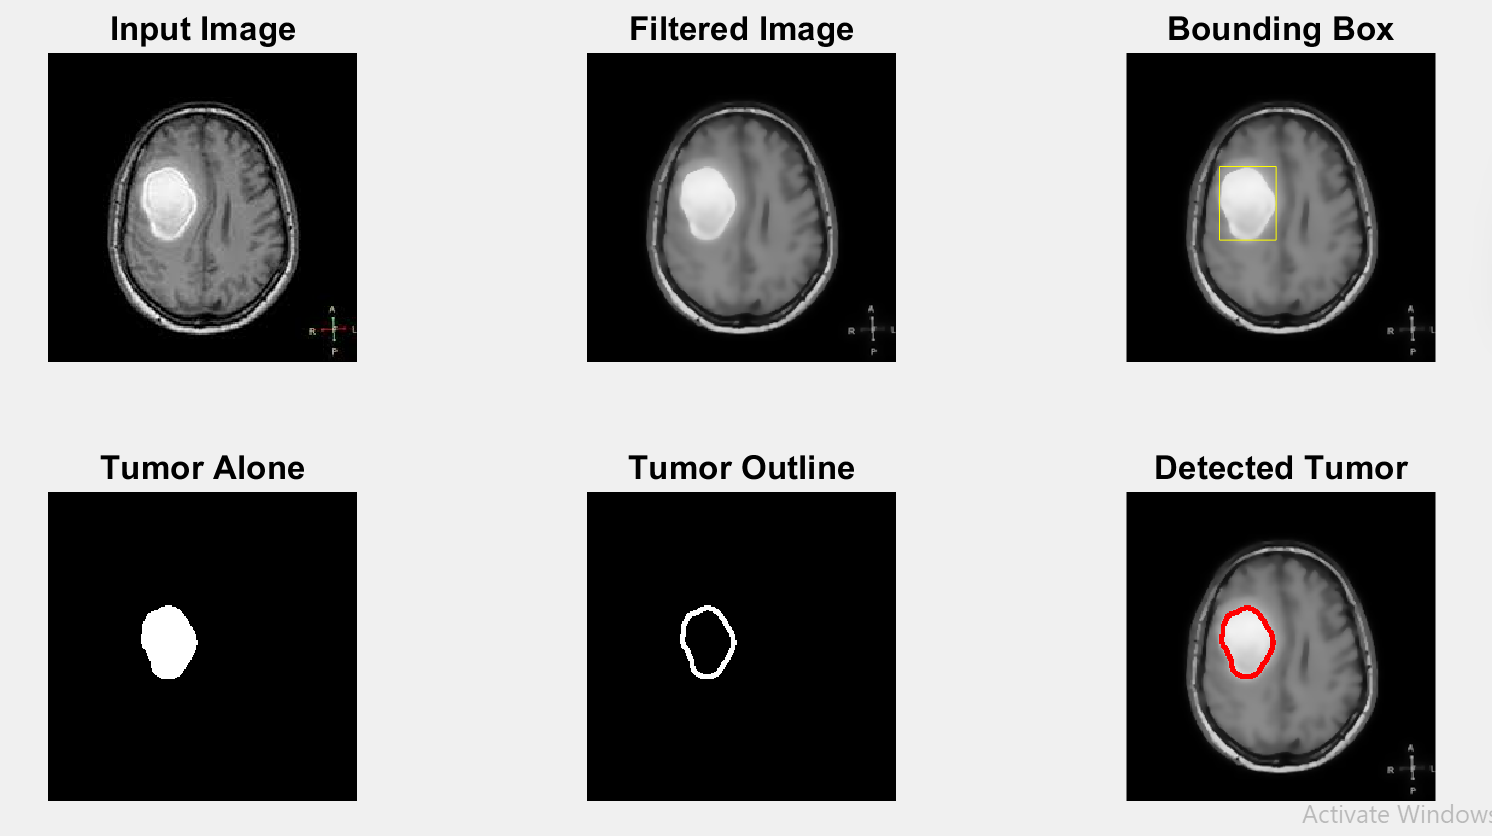 Input Image
Filtered Image
Bounding Box
A
R L
P
A
R L
P
A
R L
P
Tumor Alone
Tumor Outline
Detected Tumor
A
R L
P
Activate Windows